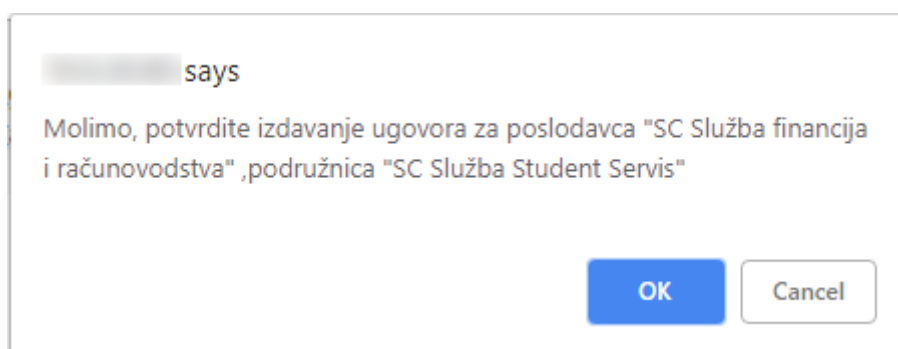 says
Molimo, potvrdite izdavanje ugovora za poslodavca "SC Služba financija
i računovodstva" ,podružnica "SC Služba Student Servis"
OK
Cancel